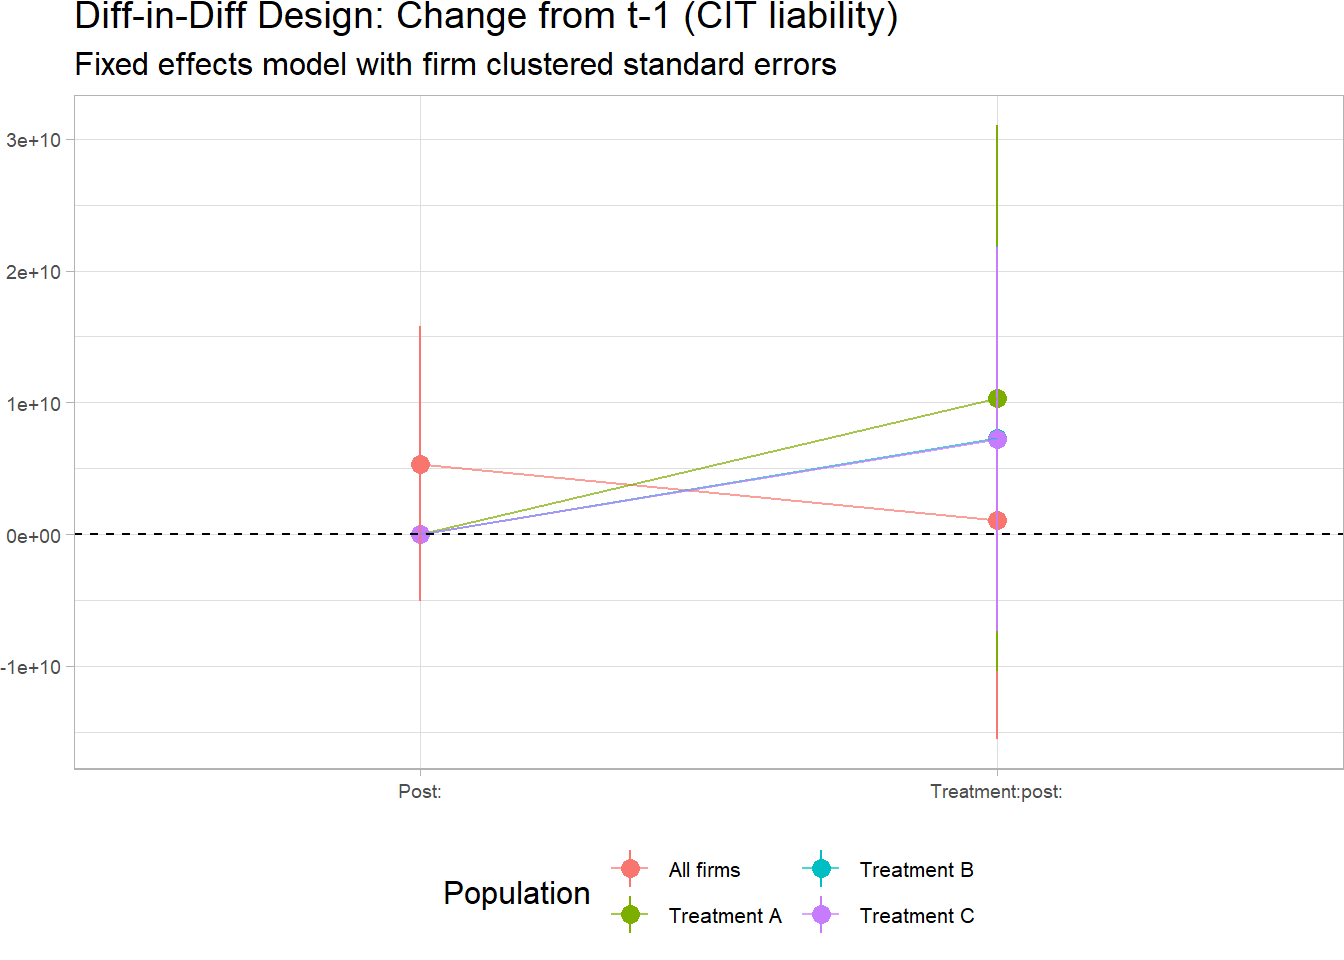 Diff-in-Diff Design: Change from t-1 (CIT liability)
Fixed effects model with firm clustered standard errors
3e+10
2e+10
1e+10
0e+00
-1e+10
Post:
Treatment:post:
Population
All firms
Treatment A
Treatment B
Treatment C